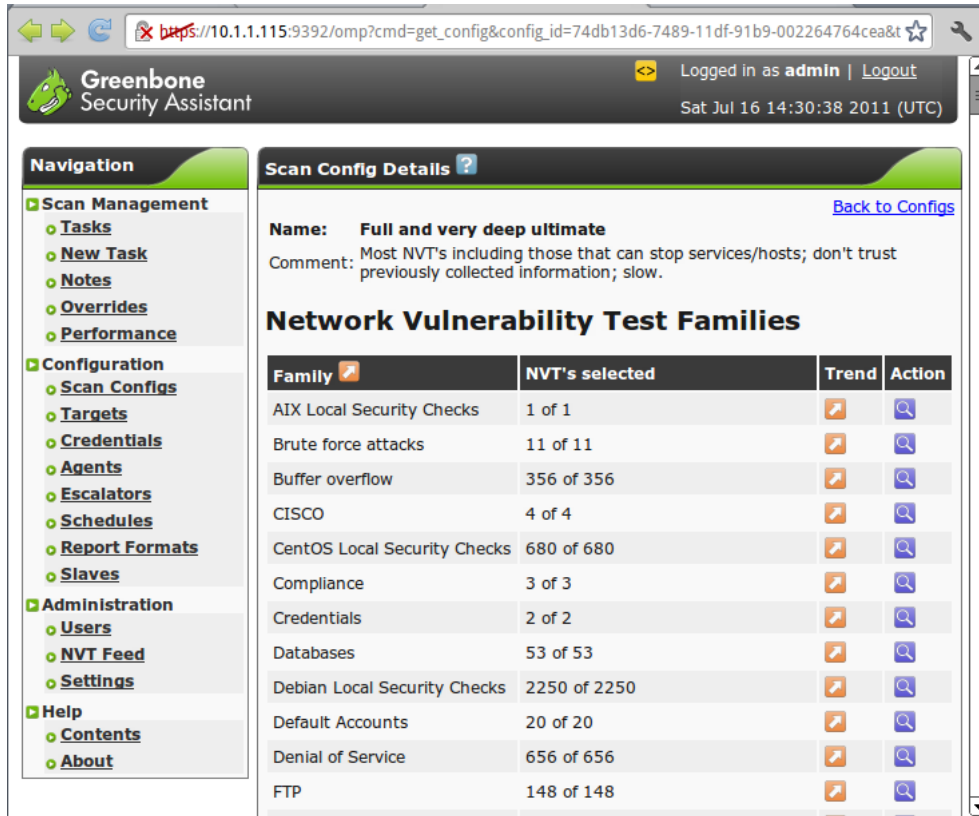 https://10.1.1.115:9392/omp?cmd=get_config&config_id=74db13d6-7489-11df-91b9-002264764cea&t
Greenbone
Security Assistant
<> Logged in as admin | Logout
Sat Jul 16 14:30:38 2011 (UTC)
Navigation
Scan Management
Tasks
New Task
Notes
Overrides
Performance
Configuration
Scan Configs
Targets
Credentials
Agents
Escalators
Schedules
Report Formats
Slaves
Administration
Users
NVT Feed
Settings
Help
Contents
About
Scan Config Details ?
Back to Configs
Name: Full and very deep ultimate
Comment: Most NVT's including those that can stop services/hosts; don't trust
previously collected information; slow.
Network Vulnerability Test Families
Family NVT's selected Trend Action
AIX Local Security Checks 1 of 1
Brute force attacks 11 of 11
Buffer overflow 356 of 356
CISCO 4 of 4
CentOS Local Security Checks 680 of 680
Compliance 3 of 3
Credentials 2 of 2
Databases 53 of 53
Debian Local Security Checks 2250 of 2250
Default Accounts 20 of 20
Denial of Service 656 of 656
FTP 148 of 148